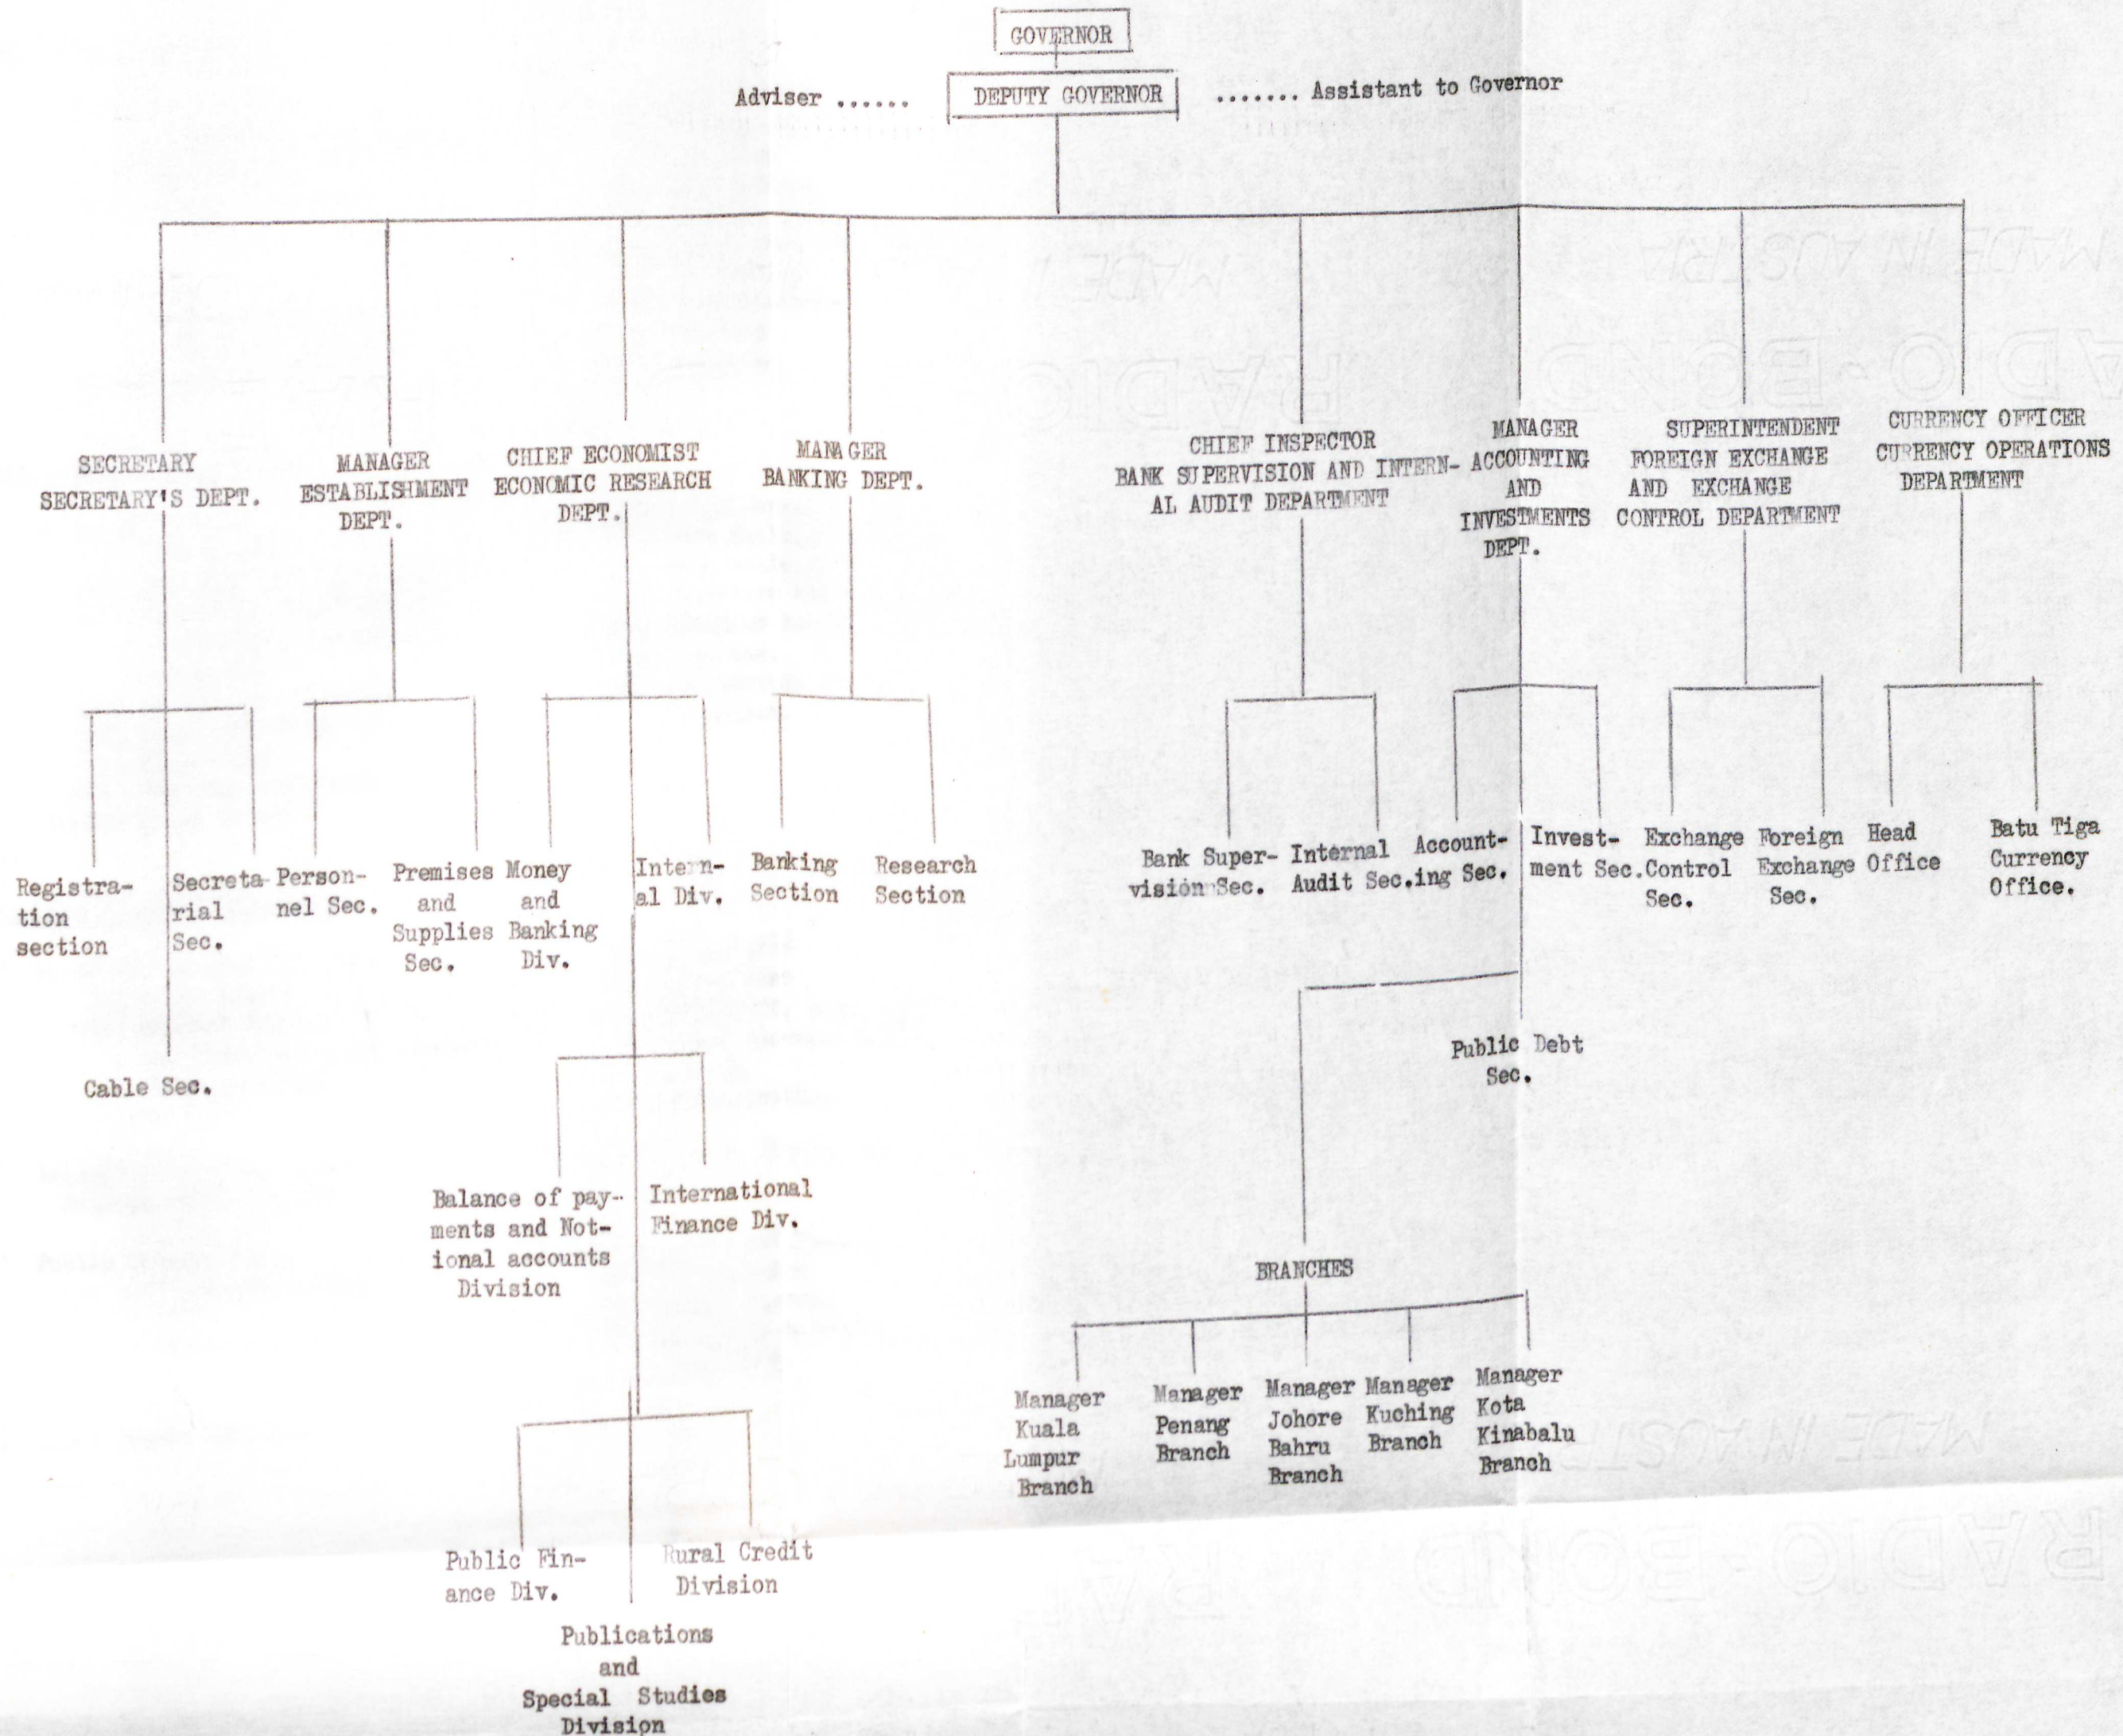 GOVERNOR
Adviser ...... DEPUTY GOVERNOR ....... Assistant to Governor
SECRETARY
SECRETARY'S DEPT.
MANAGER
ESTABLISHMENT
DEPT.
CHIEF ECONOMIST
ECONOMIC RESEARCH
DEPT.
MANAGER
BANKING DEPT.
CHIEF INSPECTOR
BANK SUPERVISION AND INTERN-
AL AUDIT DEPARTMENT
MANAGER
ACCOUNTING
AND
INVESTMENTS
DEPT.
SUPERINTENDENT
FOREIGN EXCHANGE
AND EXCHANGE
CONTROL DEPARTMENT
CURRENCY OFFICER
CURRENCY OPERATIONS
DEPARTMENT
Registra-
tion
section
Secreta-
rial
Sec.
Person-
nel Sec.
Premises
and
Supplies
Sec.
Money
and
Banking
Div.
Intern-
al Div.
Banking
Section
Research
Section
Bank Super-
vision Sec.
Internal
Audit Sec.
Account-
ing Sec.
Invest-
ment Sec.
Exchange
Control
Sec.
Foreign
Exchange
Sec.
Head
Office
Batu Tiga
Currency
Office.
Cable Sec.
Public Debt
Sec.
Balance of pay-
ments and Not-
ional accounts
Division
International
Finance Div.
BRANCHES
Manager
Kuala
Lumpur
Branch
Manager
Penang
Branch
Manager
Johore
Bahru
Branch
Manager
Kuching
Branch
Manager
Kota
Kinabalu
Branch
Public Fin-
ance Div.
Rural Credit
Division
Publications
and
Special Studies
Division
MADE IN AUSTRIA
RADIO·BOND